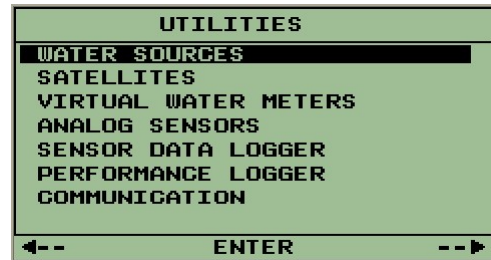 UTILITIES
WATER SOURCES
SATELLITES
VIRTUAL WATER METERS
ANALOG SENSORS
SENSOR DATA LOGGER
PERFORMANCE LOGGER
COMMUNICATION
◄-- ENTER --►